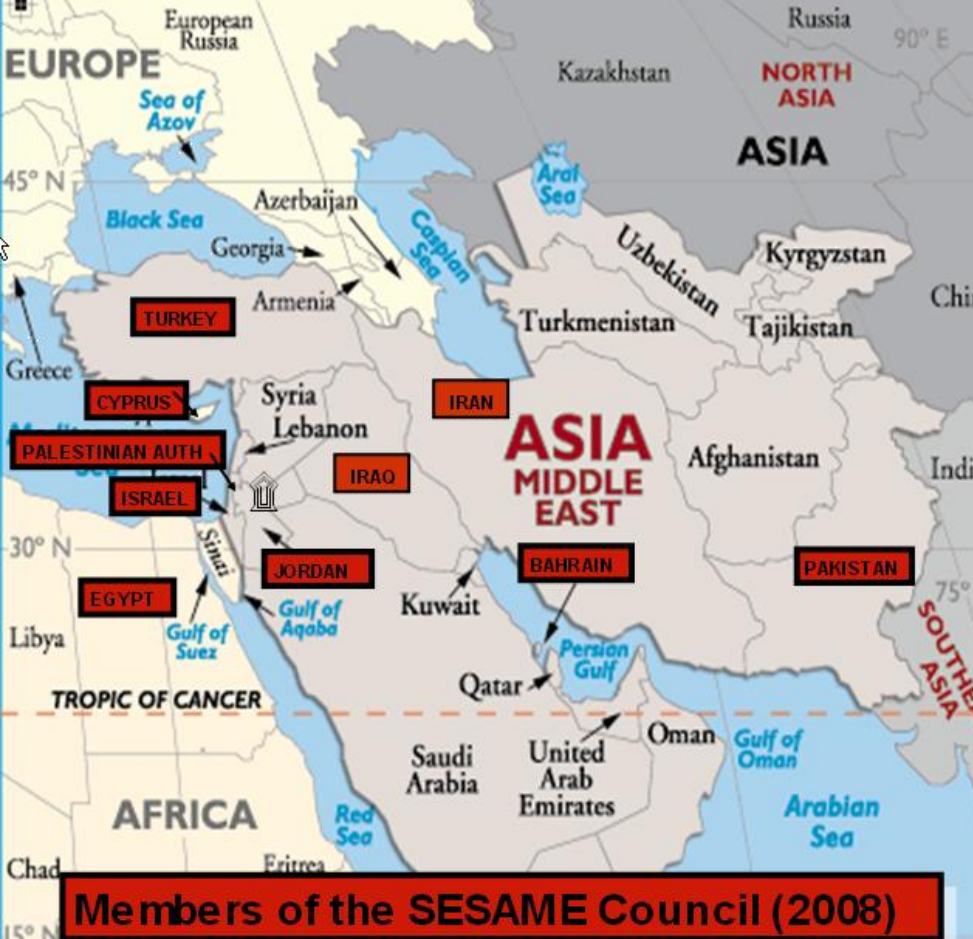 European
Russia
Russia
90° E
EUROPE
Kazakhstan
NORTH
ASIA
Sea of
Azov
ASIA
45° N
Aral
Sea
Azerbaijan
Black Sea
Caspian
Sea
Georgia
Uzbekistan
Kyrgyzstan
Armenia
TURKEY
Turkmenistan
Tajikistan
Greece
CYPRUS
Syria
IRAN
Lebanon
ASIA
MIDDLE
EAST
PALESTINIAN AUTH
Afghanistan
IRAQ
ISRAEL
30° N
Sinai
JORDAN
BAHRAIN
PAKISTAN
EGYPT
Kuwait
75°
Gulf of
Aqaba
Libya
Gulf of
Suez
Persian
Gulf
TROPIC OF CANCER
Qatar
ASIA
Saudi
Arabia
United
Arab
Emirates
Oman
Gulf of
Oman
AFRICA
Red
Sea
Arabian
Sea
Chad
Eritrea
Members of the SESAME Council (2008)
15° N